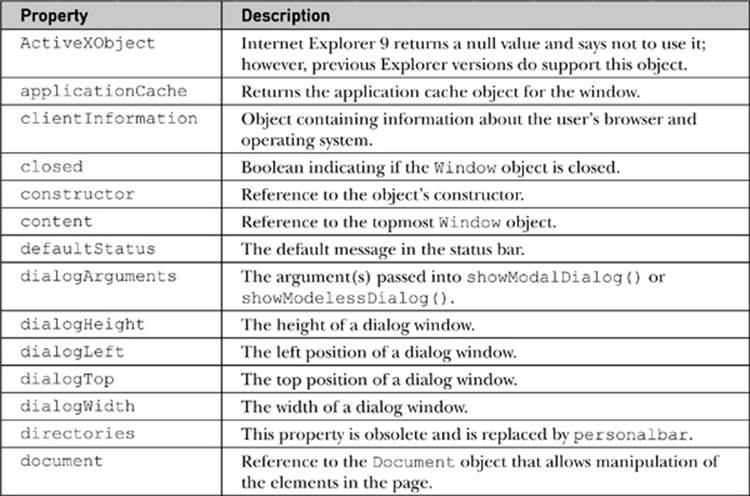 Property Description
ActiveXObject Internet Explorer 9 returns a null value and says not to use it;
however, previous Explorer versions do support this object.
applicationCache Returns the application cache object for the window.
clientInformation Object containing information about the user's browser and
operating system.
closed Boolean indicating if the Window object is closed.
constructor Reference to the object's constructor.
content Reference to the topmost Window object.
defaultStatus The default message in the status bar.
dialogArguments The argument(s) passed into showModalDialog() or
showModelessDialog().
dialogHeight The height of a dialog window.
dialogLeft The left position of a dialog window.
dialogTop The top position of a dialog window.
dialogWidth The width of a dialog window.
directories This property is obsolete and is replaced by personalbar.
document Reference to the Document object that allows manipulation of
the elements in the page.